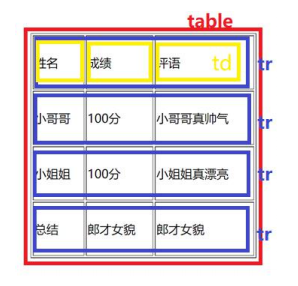 table
姓名 成绩 评语 td tr
小哥哥 100分 小哥哥真帅气 tr
小姐姐 100分 小姐姐真漂亮 tr
总结 郎才女貌 郎才女貌 tr